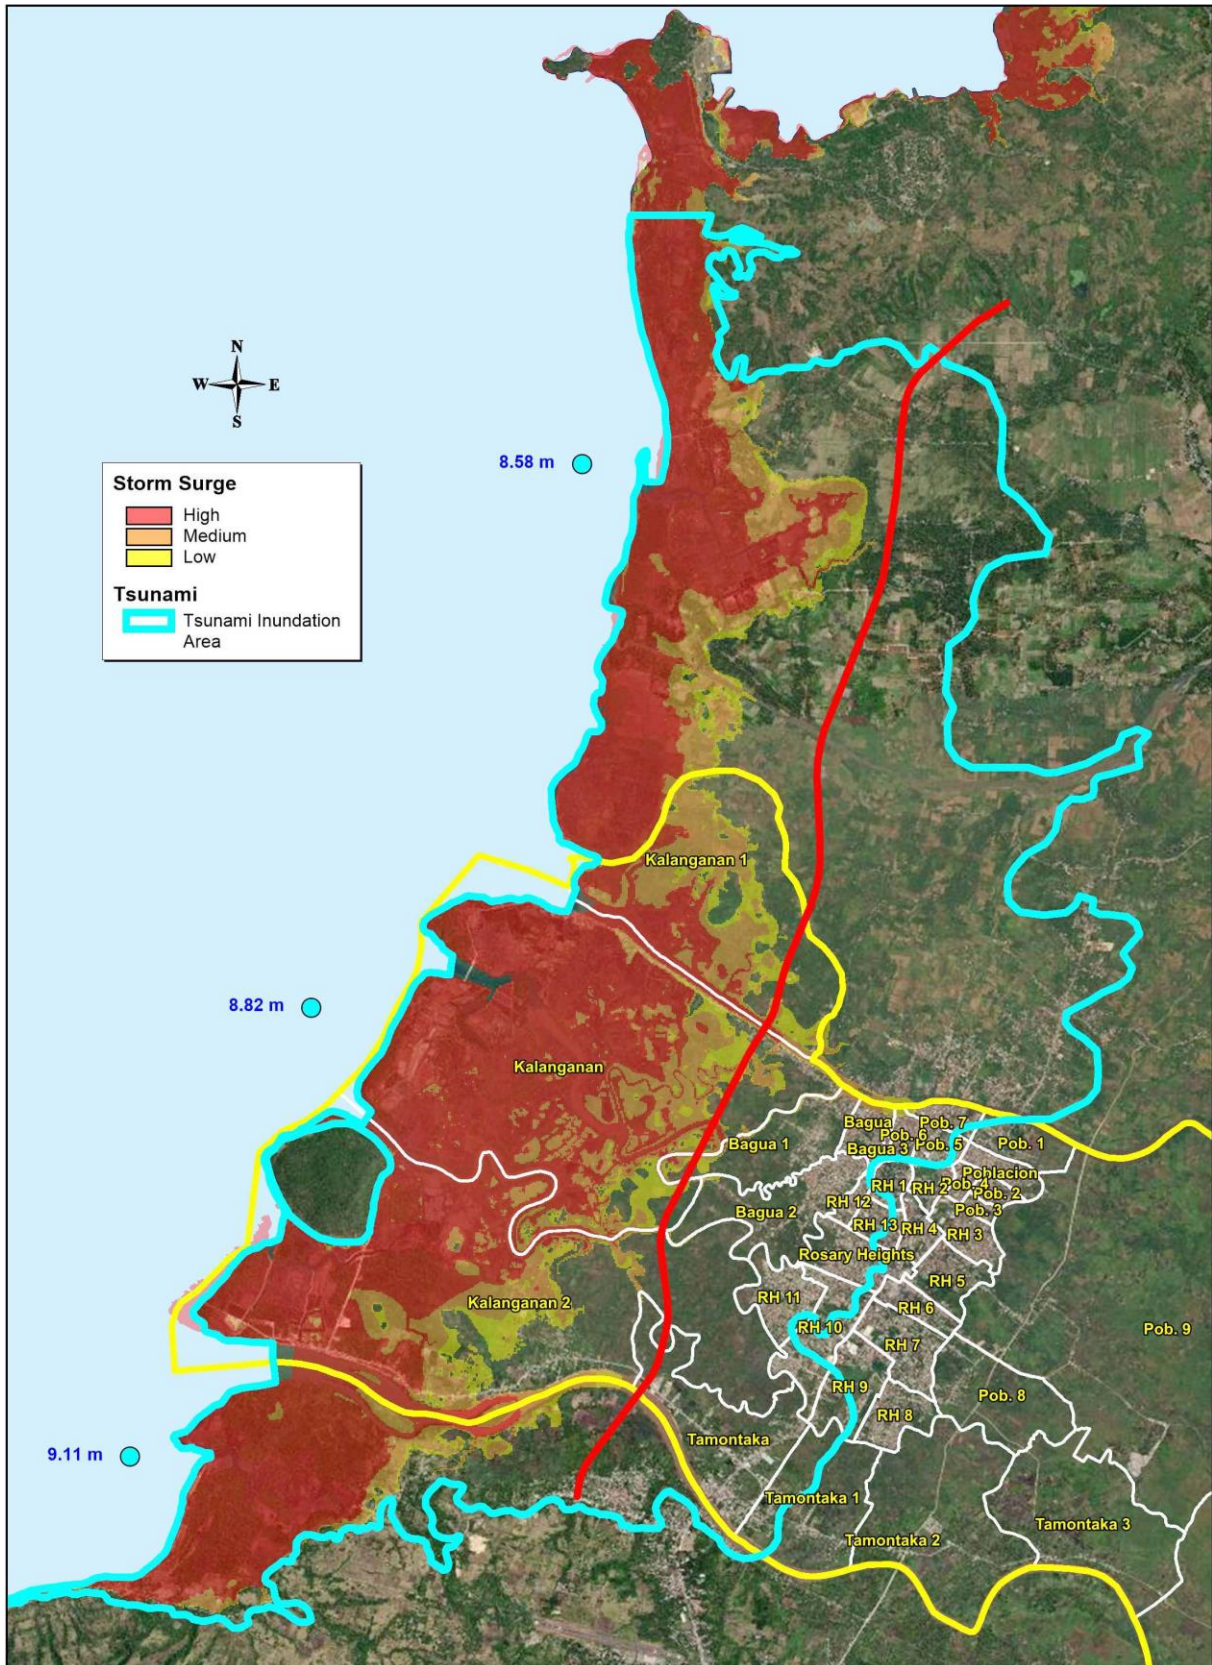 N
W E
S
8.58 m
Storm Surge
High
Medium
Low
Tsunami
Tsunami Inundation
Area
Kalanganan 1
8.82 m
Kalanganan
Bagua
Pob. 7
Pob. 6
Bagua 1
Bagua 3
Pob. 5
Pob. 1
Poblacion
RH 1
RH 2
Pob. 4
Pob. 2
RH 12
Bagua 2
Pob. 3
RH 13
RH 4
RH 3
Rosary Heights
RH 5
Kalanganan 2
RH 11
RH 6
RH 10
Pob. 9
RH 7
RH 9
Pob. 8
RH 8
Tamontaka
9.11 m
Tamontaka 1
Tamontaka 3
Tamontaka 2